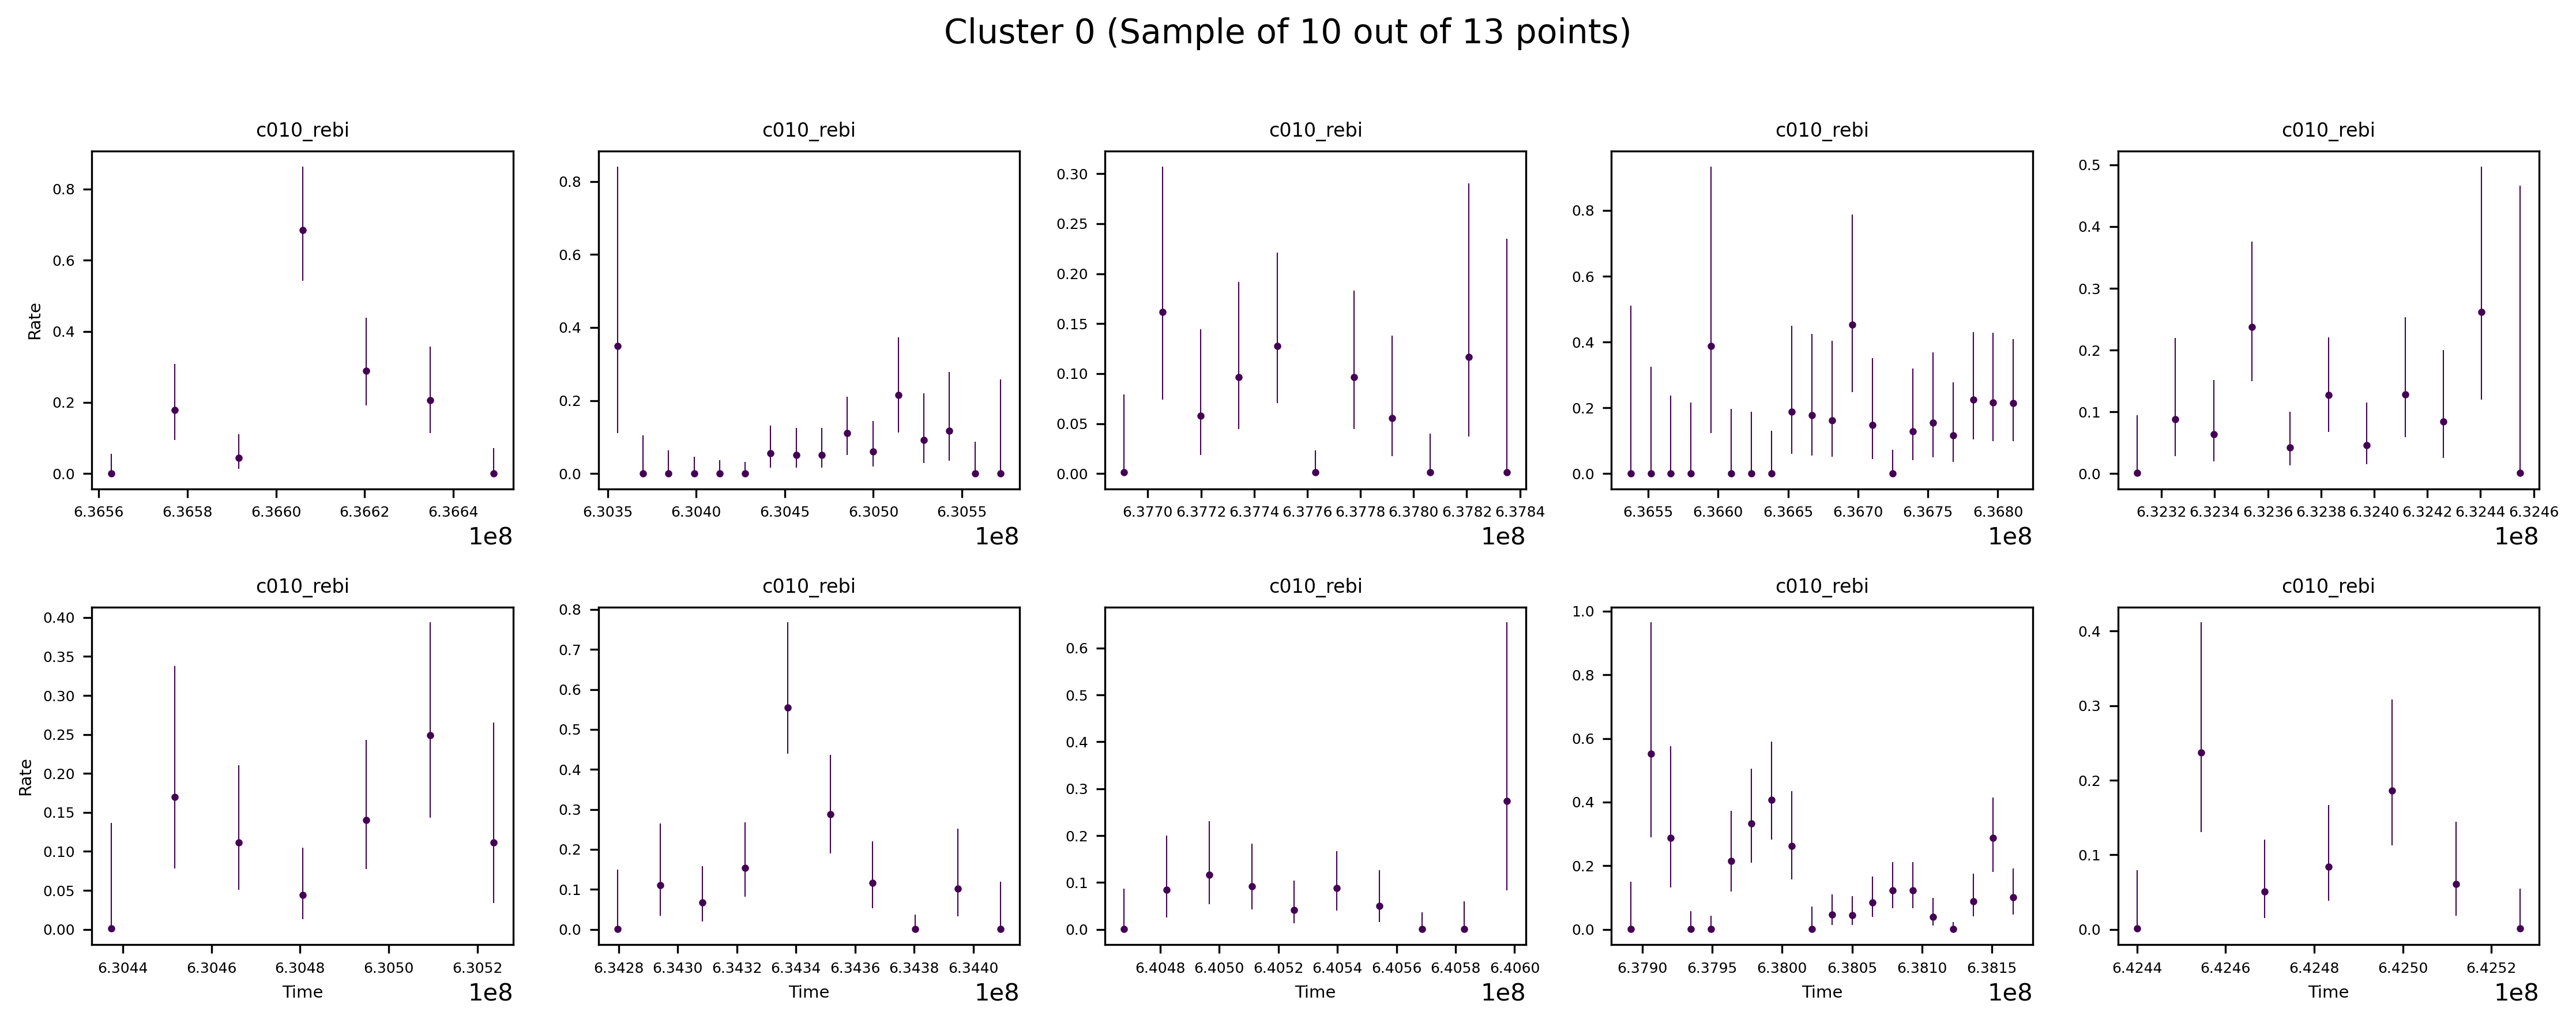 Cluster 0 (Sample of 10 out of 13 points)
c010_rebi c010_rebi c010_rebi c010_rebi c010_rebi
Rate
0.8 0.6 0.4 0.2 0.0
6.3656 6.3658 6.3660 6.3662 6.3664
1e8
0.8 0.6 0.4 0.2 0.0
6.3035 6.3040 6.3045 6.3050 6.3055
1e8
0.30 0.25 0.20 0.15 0.10 0.05 0.00
6.3770 6.3772 6.3774 6.3776 6.3778 6.3780 6.3782 6.3784
1e8
0.8 0.6 0.4 0.2 0.0
6.3655 6.3660 6.3665 6.3670 6.3675 6.3680
1e8
0.5 0.4 0.3 0.2 0.1 0.0
6.3232 6.3234 6.3236 6.3238 6.3240 6.3242 6.3244 6.3246
1e8
c010_rebi c010_rebi c010_rebi c010_rebi c010_rebi
Rate
0.40 0.35 0.30 0.25 0.20 0.15 0.10 0.05 0.00
6.3044 6.3046 6.3048 6.3050 6.3052
Time 1e8
0.8 0.7 0.6 0.5 0.4 0.3 0.2 0.1 0.0
6.3428 6.3430 6.3432 6.3434 6.3436 6.3438 6.3440
Time 1e8
0.6 0.5 0.4 0.3 0.2 0.1 0.0
6.4048 6.4050 6.4052 6.4054 6.4056 6.4058 6.4060
Time 1e8
1.0 0.8 0.6 0.4 0.2 0.0
6.3790 6.3795 6.3800 6.3805 6.3810 6.3815
Time 1e8
0.4 0.3 0.2 0.1 0.0
6.4244 6.4246 6.4248 6.4250 6.4252
Time 1e8